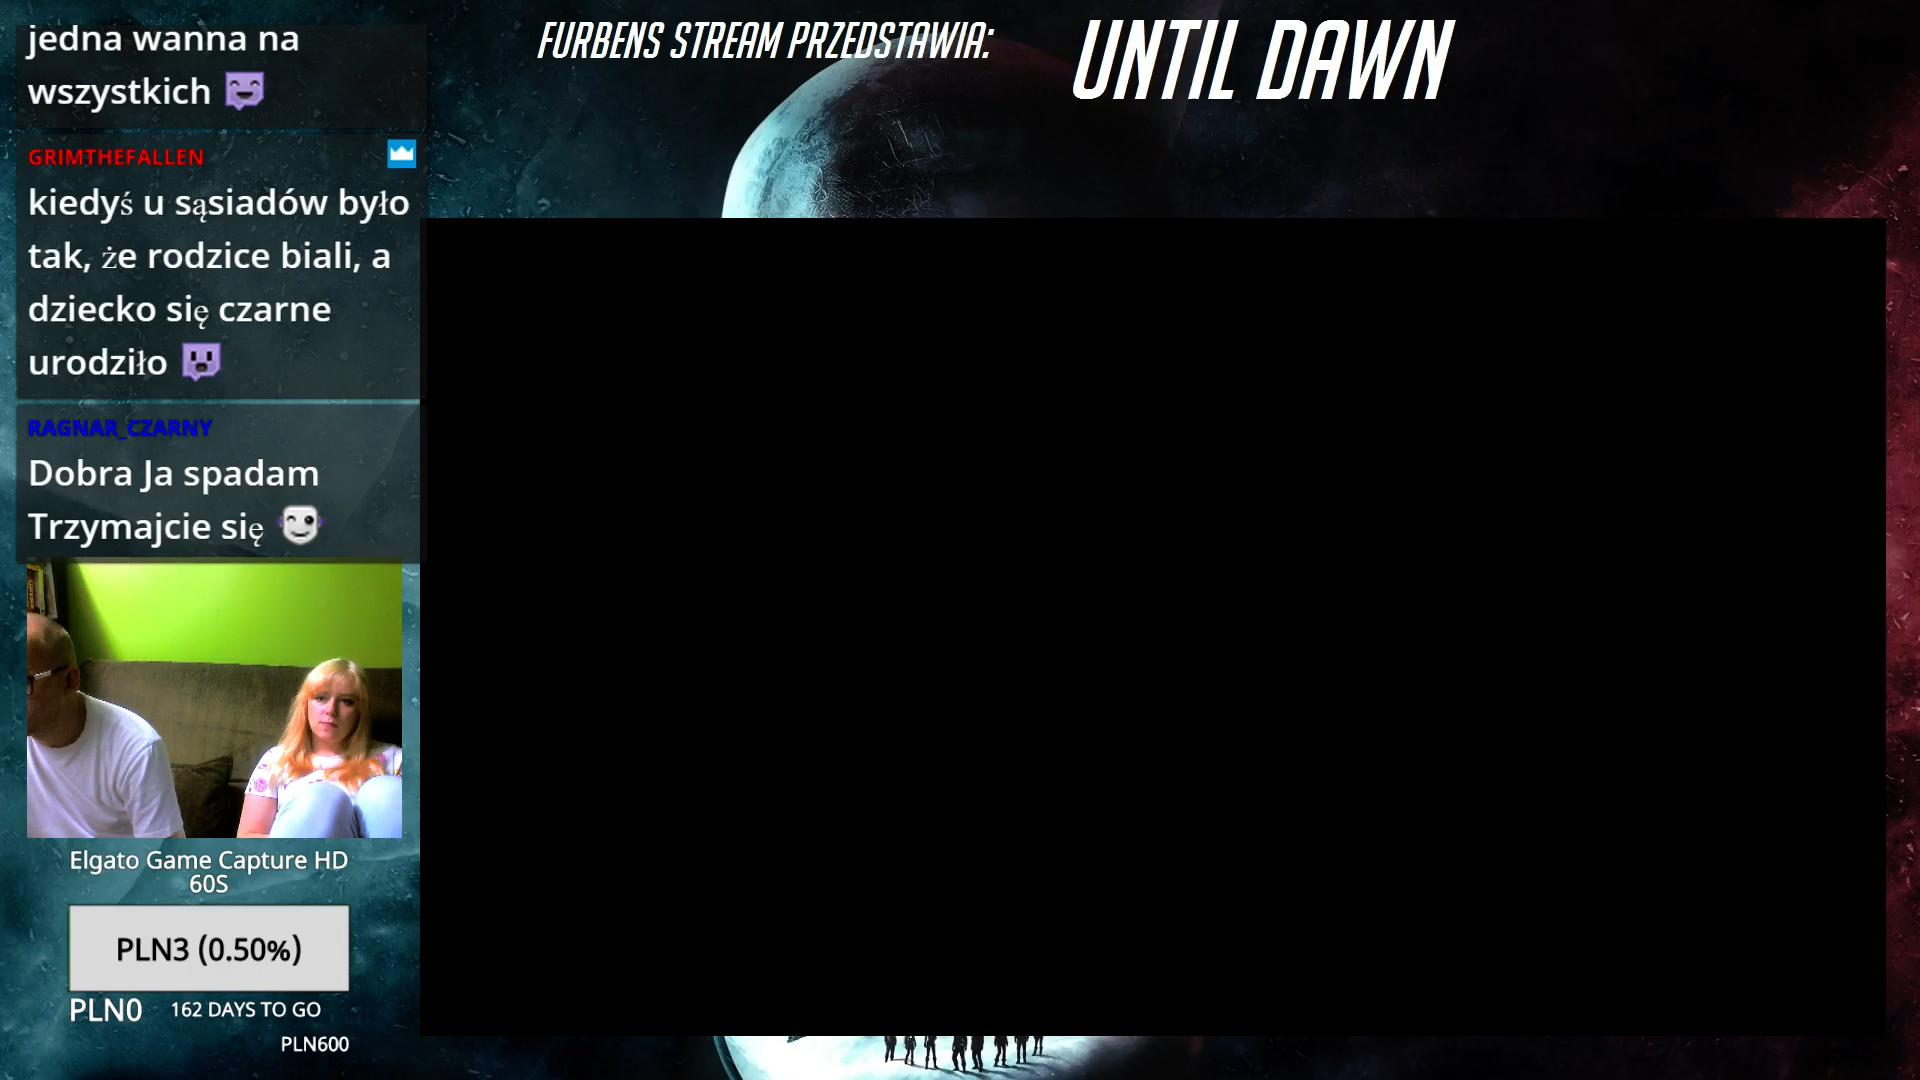 jedna wanna na
wszystkich
GRIMTHEFALLEN
kiedyś u sąsiadów było
tak, że rodzice biali, a
dziecko się czarne
urodziło
RAGNAR_CZARNY
Dobra Ja spadam
Trzymajcie się
FURBENS STREAM PRZEDSTAWIA:
UNTIL DAWN
Elgato Game Capture HD
60S
PLN3 (0.50%)
PLN0 162 DAYS TO GO
PLN600